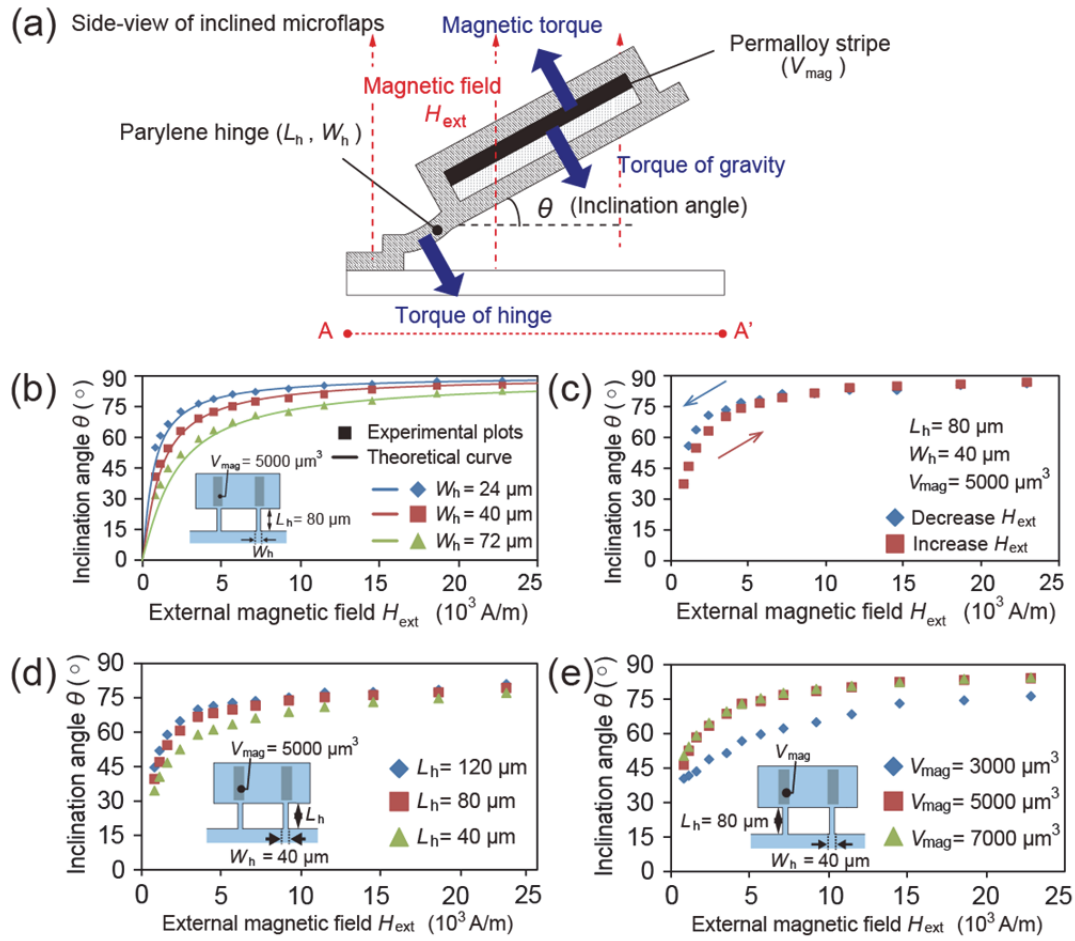 (a)
Side-view of inclined microflaps
Magnetic torque
Permalloy stripe
(Vmag)
Magnetic field
Hext
Parylene hinge (Lh, Wh)
Torque of gravity
θ (Inclination angle)
Torque of hinge
A
A'
(b)
Inclination angle θ (○)
90
75
60
45
30
15
0
Vmag = 5000 µm³
Lh = 80 µm
Wh
Experimental plots
Theoretical curve
Wh = 24 µm
Wh = 40 µm
Wh = 72 µm
0 5 10 15 20 25
External magnetic field Hext (10³ A/m)
(c)
Inclination angle θ (○)
90
75
60
45
30
15
0
Lh = 80 µm
Wh = 40 µm
Vmag = 5000 µm³
Decrease Hext
Increase Hext
0 5 10 15 20 25
External magnetic field Hext (10³ A/m)
(d)
Inclination angle θ (○)
90
75
60
45
30
15
0
Vmag = 5000 µm³
Lh
Wh = 40 µm
Lh = 120 µm
Lh = 80 µm
Lh = 40 µm
0 5 10 15 20 25
External magnetic field Hext (10³ A/m)
(e)
Inclination angle θ (○)
90
75
60
45
30
15
0
Vmag
Lh = 80 µm
Wh = 40 µm
Vmag = 3000 µm³
Vmag = 5000 µm³
Vmag = 7000 µm³
0 5 10 15 20 25
External magnetic field Hext (10³ A/m)